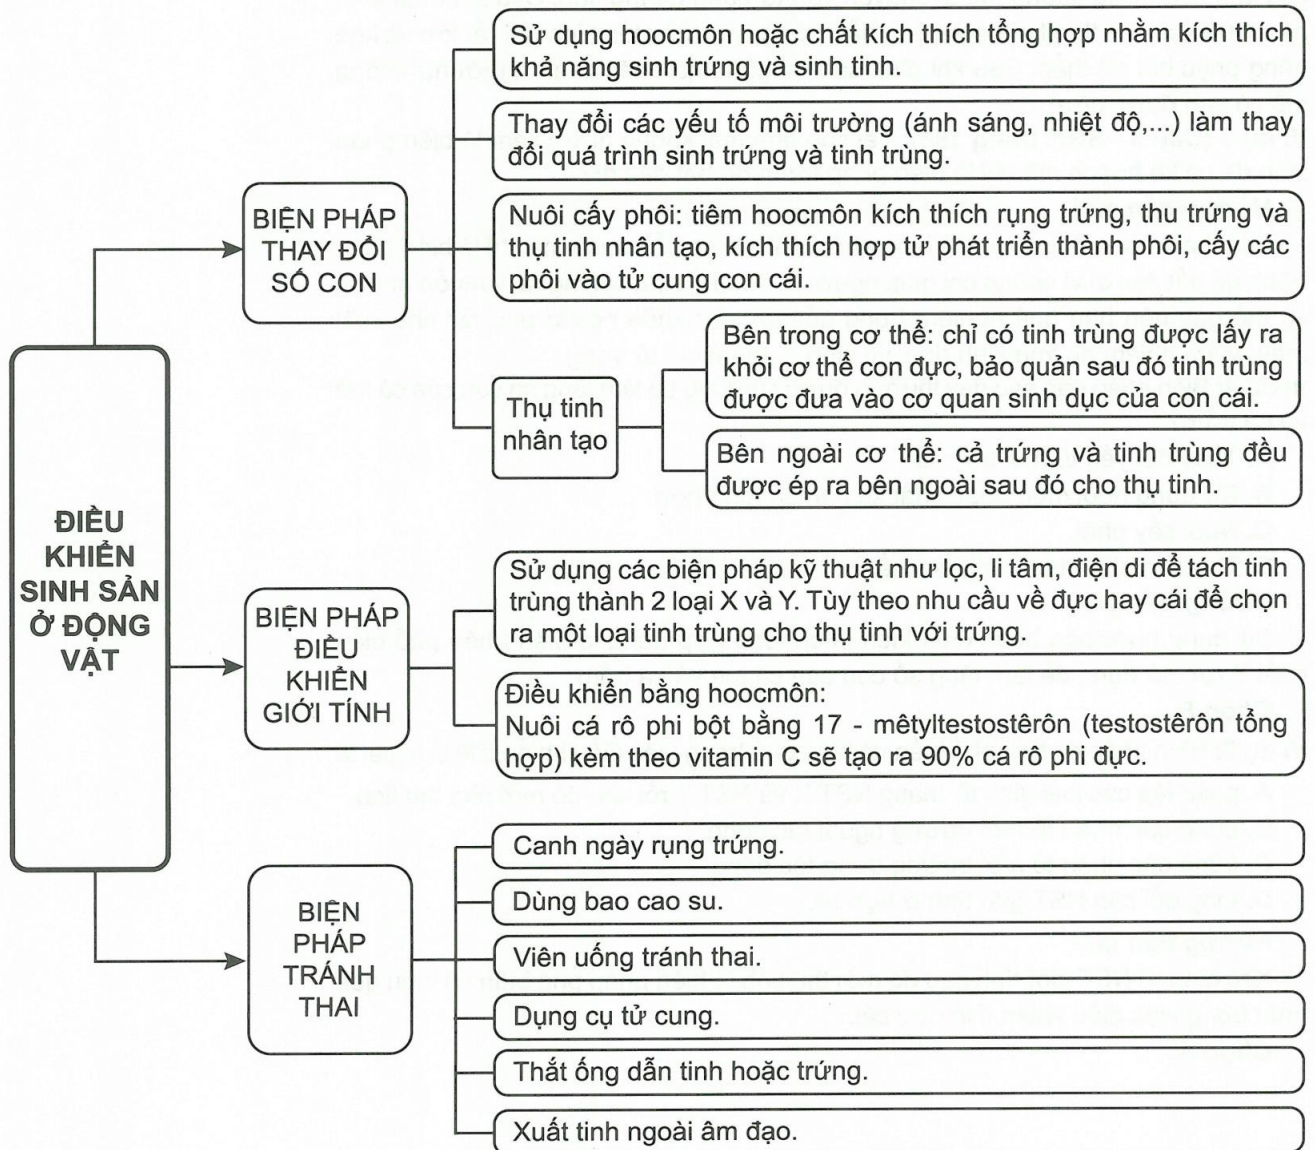 ĐIỀU
KHIỂN
SINH SẢN
Ở ĐỘNG
VẬT
BIỆN PHÁP
THAY ĐỔI
SỐ CON
Sử dụng hoocmôn hoặc chất kích thích tổng hợp nhằm kích thích
khả năng sinh trứng và sinh tinh.
Thay đổi các yếu tố môi trường (ánh sáng, nhiệt độ,...) làm thay
đổi quá trình sinh trứng và tinh trùng.
Nuôi cấy phôi: tiêm hoocmôn kích thích rụng trứng, thu trứng và
thụ tinh nhân tạo, kích thích hợp tử phát triển thành phôi, cấy các
phôi vào tử cung con cái.
Thụ tinh
nhân tạo
Bên trong cơ thể: chỉ có tinh trùng được lấy ra
khỏi cơ thể con đực, bảo quản sau đó tinh trùng
được đưa vào cơ quan sinh dục của con cái.
Bên ngoài cơ thể: cả trứng và tinh trùng đều
được ép ra bên ngoài sau đó cho thụ tinh.
BIỆN PHÁP
ĐIỀU
KHIỂN
GIỚI TÍNH
Sử dụng các biện pháp kỹ thuật như lọc, li tâm, điện di để tách tinh
trùng thành 2 loại X và Y. Tùy theo nhu cầu về đực hay cái để chọn
ra một loại tinh trùng cho thụ tinh với trứng.
Điều khiển bằng hoocmôn:
Nuôi cá rô phi bột bằng 17 - mêtyltestostêrôn (testostêrôn tổng
hợp) kèm theo vitamin C sẽ tạo ra 90% cá rô phi đực.
BIỆN
PHÁP
TRÁNH
THAI
Canh ngày rụng trứng.
Dùng bao cao su.
Viên uống tránh thai.
Dụng cụ tử cung.
Thắt ống dẫn tinh hoặc trứng.
Xuất tinh ngoài âm đạo.